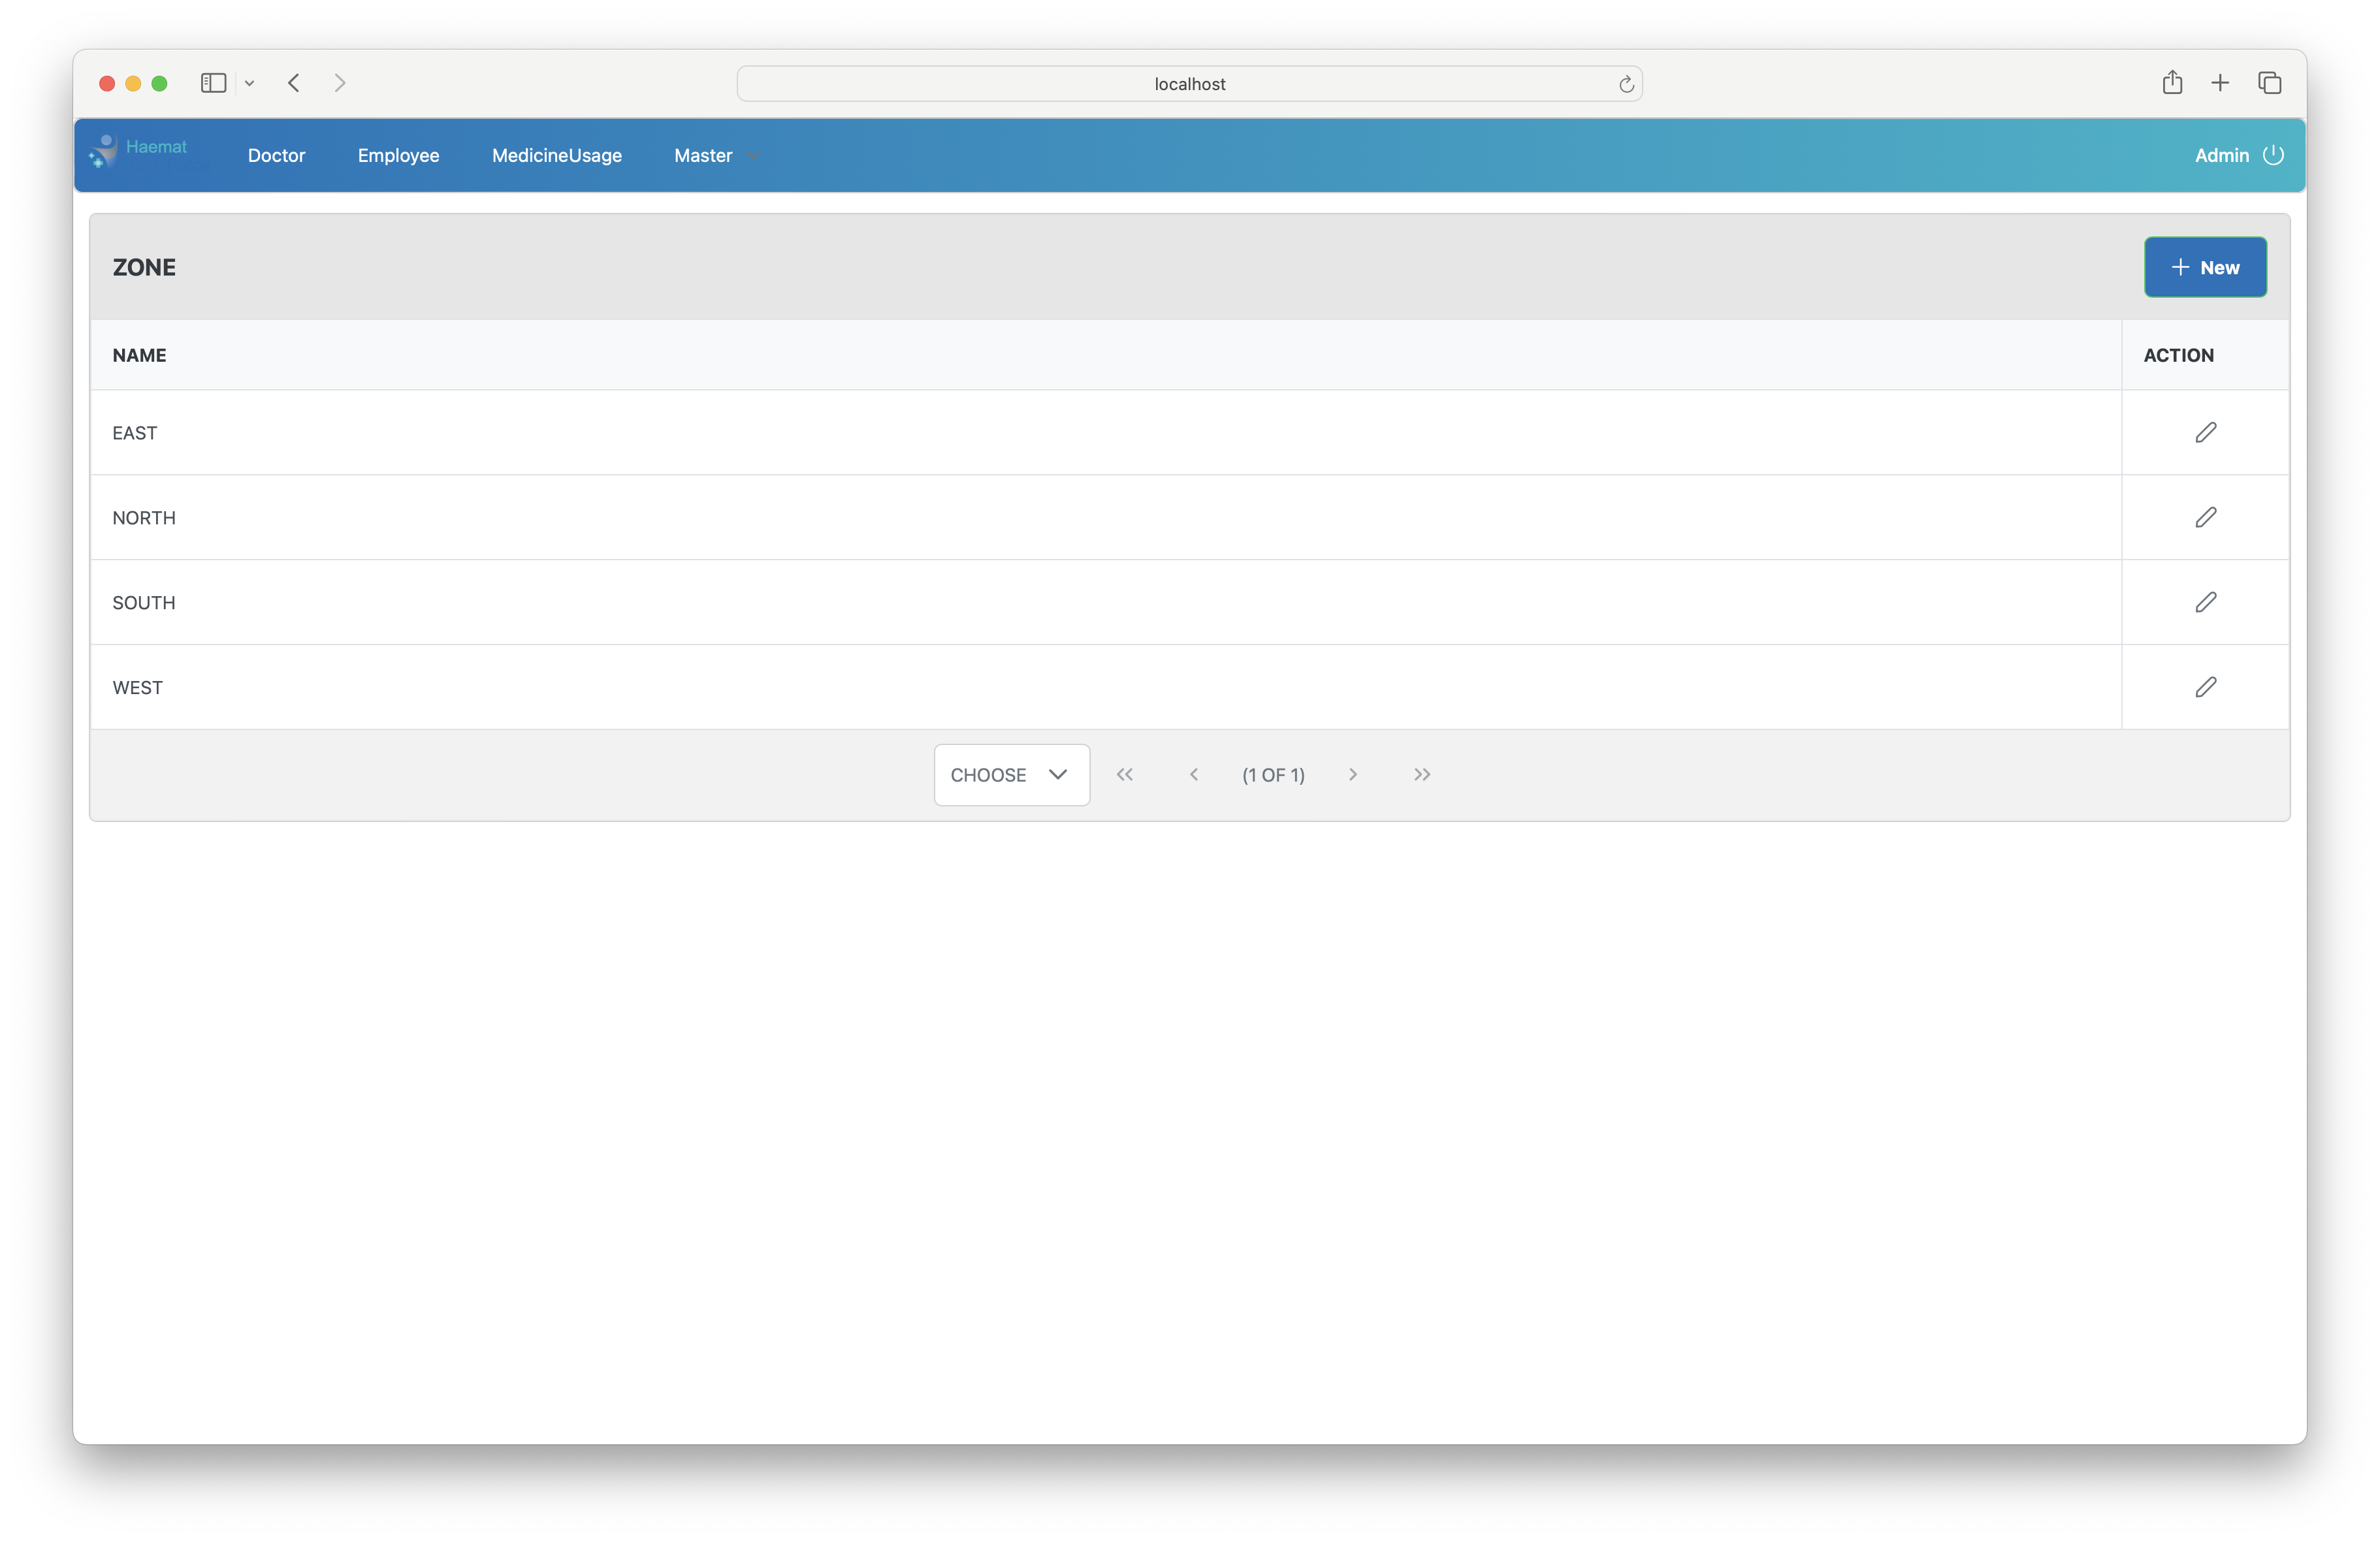 localhost
Haemat
Doctor Employee MedicineUsage Master Admin
ZONE New
NAME ACTION
EAST
NORTH
SOUTH
WEST
CHOOSE (1 OF 1)